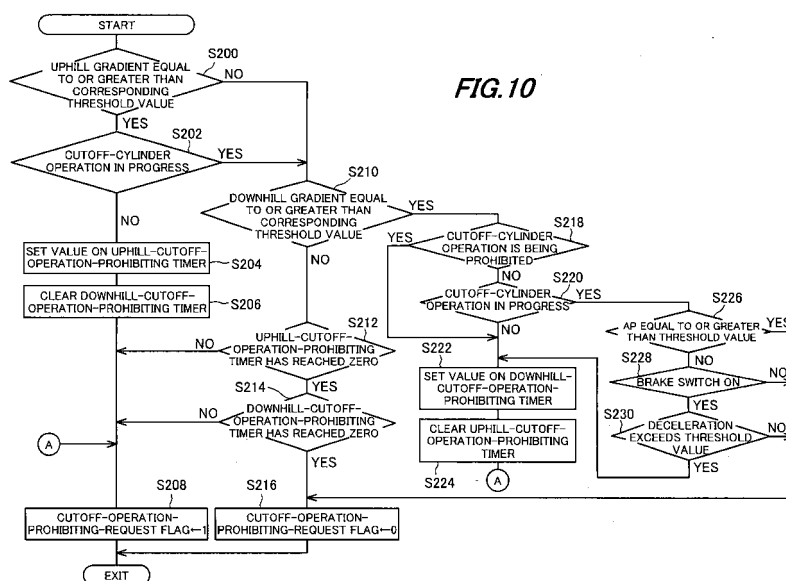 FIG.10
START
S200
UPHILL GRADIENT EQUAL
TO OR GREATER THAN
CORRESPONDING
THRESHOLD VALUE
NO
YES
S202
CUTOFF-CYLINDER
OPERATION IN PROGRESS
YES
NO
SET VALUE ON UPHILL-CUTOFF-
OPERATION-PROHIBITING TIMER
S204
CLEAR DOWNHILL-CUTOFF-
OPERATION-PROHIBITING TIMER
S206
S210
DOWNHILL GRADIENT EQUAL
TO OR GREATER THAN
CORRESPONDING
THRESHOLD VALUE
YES
NO
S212
UPHILL-CUTOFF-
OPERATION-PROHIBITING
TIMER HAS REACHED ZERO
NO
YES
S214
DOWNHILL-CUTOFF-
OPERATION-PROHIBITING
TIMER HAS REACHED ZERO
NO
YES
A
S208
CUTOFF-OPERATION-
PROHIBITING-REQUEST FLAG←1
S216
CUTOFF-OPERATION-
PROHIBITING-REQUEST FLAG←0
EXIT
S218
CUTOFF-CYLINDER
OPERATION IS BEING
PROHIBITED
YES
NO
S220
CUTOFF-CYLINDER
OPERATION IN PROGRESS
YES
NO
S222
SET VALUE ON DOWNHILL-
CUTOFF-OPERATION-
PROHIBITING TIMER
CLEAR UPHILL-CUTOFF-
OPERATION-PROHIBITING
TIMER
S224
A
S226
AP EQUAL TO OR GREATER
THAN THRESHOLD VALUE
YES
NO
S228
BRAKE SWITCH ON
NO
YES
S230
DECELERATION
EXCEEDS THRESHOLD
VALUE
NO
YES